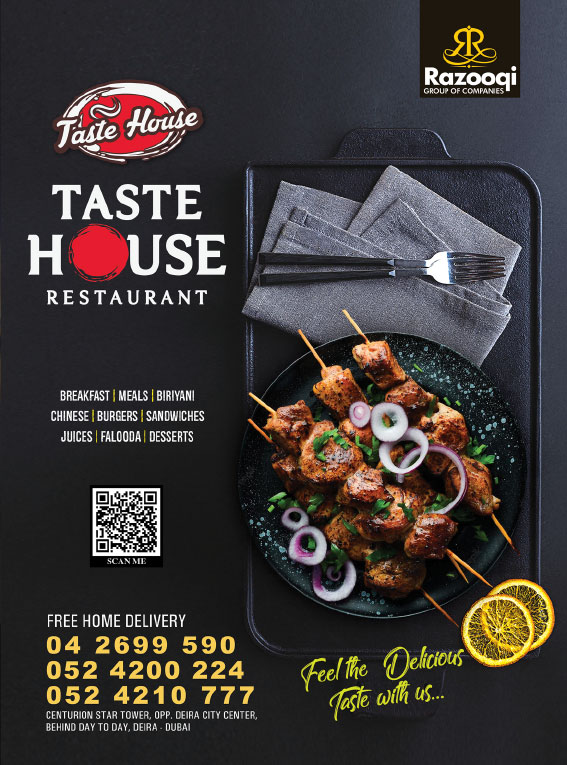 Razooqi
GROUP OF COMPANIES
Taste House
TASTE
HOUSE
RESTAURANT
BREAKFAST | MEALS | BIRIYANI
CHINESE | BURGERS | SANDWICHES
JUICES | FALOODA | DESSERTS
SCAN ME
FREE HOME DELIVERY
04 2699 590
052 4200 224
052 4210 777
CENTURION STAR TOWER, OPP. DEIRA CITY CENTER,
BEHIND DAY TO DAY, DEIRA - DUBAI
Feel the Delicious
Taste with us...